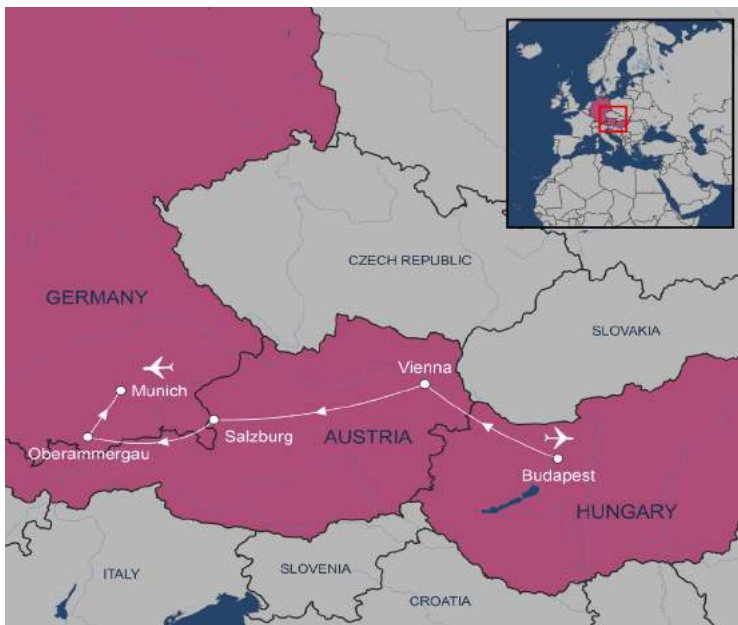 CZECH REPUBLIC
GERMANY
SLOVAKIA
Vienna
Munich
Salzburg
AUSTRIA
Oberammergau
Budapest
HUNGARY
ITALY
SLOVENIA
CROATIA